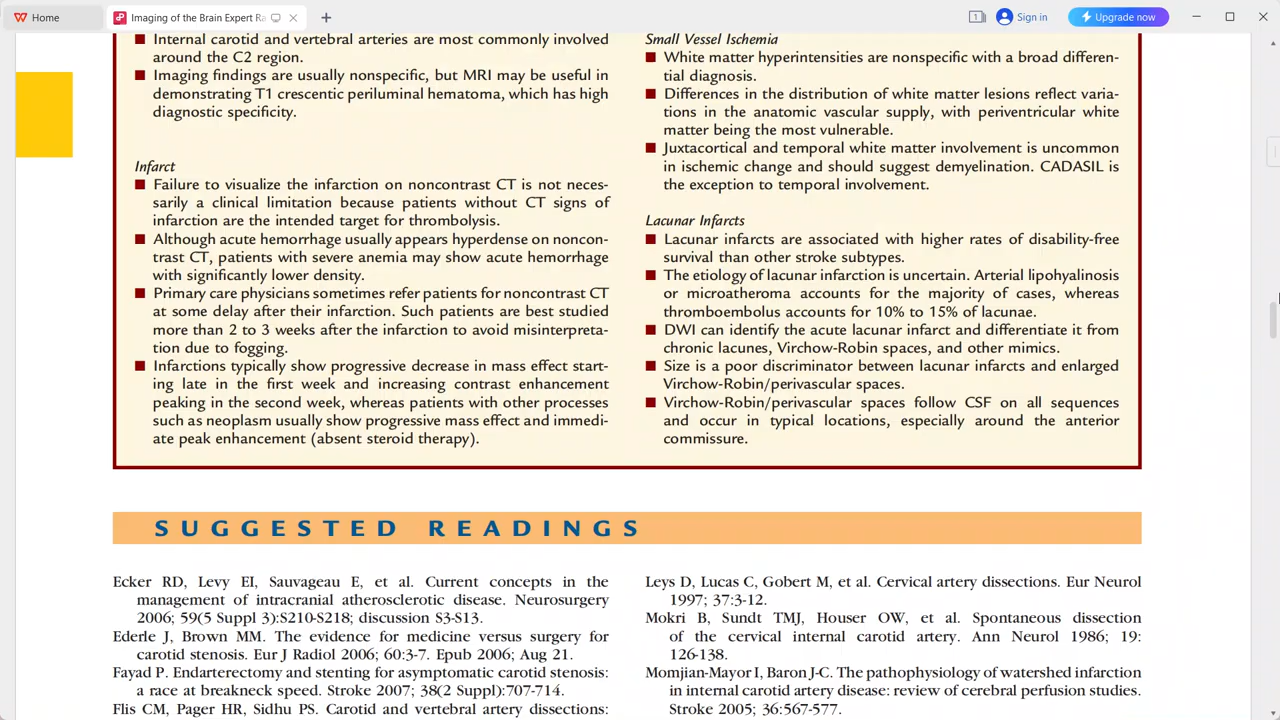 Home
Imaging of the Brain Expert Ra
1
Sign in
Upgrade now
Internal carotid and vertebral arteries are most commonly involved
around the C2 region.
Imaging findings are usually nonspecific, but MRI may be useful in
demonstrating T1 crescentic periluminal hematoma, which has high
diagnostic specificity.
Infarct
Failure to visualize the infarction on noncontrast CT is not neces-
sarily a clinical limitation because patients without CT signs of
infarction are the intended target for thrombolysis.
Although acute hemorrhage usually appears hyperdense on noncon-
trast CT, patients with severe anemia may show acute hemorrhage
with significantly lower density.
Primary care physicians sometimes refer patients for noncontrast CT
at some delay after their infarction. Such patients are best studied
more than 2 to 3 weeks after the infarction to avoid misinterpreta-
tion due to fogging.
Infarctions typically show progressive decrease in mass effect start-
ing late in the first week and increasing contrast enhancement
peaking in the second week, whereas patients with other processes
such as neoplasm usually show progressive mass effect and immedi-
ate peak enhancement (absent steroid therapy).
Small Vessel Ischemia
White matter hyperintensities are nonspecific with a broad differen-
tial diagnosis.
Differences in the distribution of white matter lesions reflect varia-
tions in the anatomic vascular supply, with periventricular white
matter being the most vulnerable.
Juxtacortical and temporal white matter involvement is uncommon
in ischemic change and should suggest demyelination. CADASIL is
the exception to temporal involvement.
Lacunar Infarcts
Lacunar infarcts are associated with higher rates of disability-free
survival than other stroke subtypes.
The etiology of lacunar infarction is uncertain. Arterial lipohyalinosis
or microatheroma accounts for the majority of cases, whereas
thromboembolus accounts for 10% to 15% of lacunae.
DWI can identify the acute lacunar infarct and differentiate it from
chronic lacunes, Virchow-Robin spaces, and other mimics.
Size is a poor discriminator between lacunar infarcts and enlarged
Virchow-Robin/perivascular spaces.
Virchow-Robin/perivascular spaces follow CSF on all sequences
and occur in typical locations, especially around the anterior
commissure.
SUGGESTED READINGS
Ecker RD, Levy EI, Sauvageau E, et al. Current concepts in the
management of intracranial atherosclerotic disease. Neurosurgery
2006; 59(5 Suppl 3):S210-S218; discussion S3-S13.
Ederle J, Brown MM. The evidence for medicine versus surgery for
carotid stenosis. Eur J Radiol 2006; 60:3-7. Epub 2006; Aug 21.
Fayad P. Endarterectomy and stenting for asymptomatic carotid stenosis:
a race at breakneck speed. Stroke 2007; 38(2 Suppl):707-714.
Flis CM, Pager HR, Sidhu PS. Carotid and vertebral artery dissections:
Leys D, Lucas C, Gobert M, et al. Cervical artery dissections. Eur Neurol
1997; 37:3-12.
Mokri B, Sundt TMJ, Houser OW, et al. Spontaneous dissection
of the cervical internal carotid artery. Ann Neurol 1986; 19:
126-138.
Momjian-Mayor I, Baron J-C. The pathophysiology of watershed infarction
in internal carotid artery disease: review of cerebral perfusion studies.
Stroke 2005; 36:567-577.